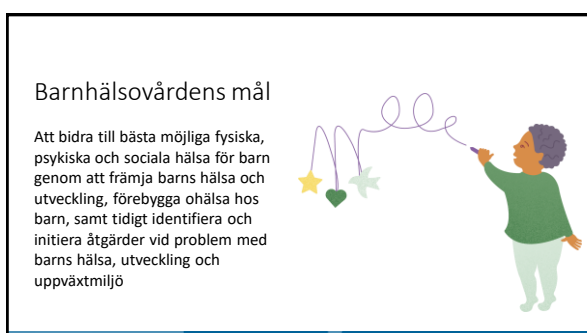 Barnhälsovårdens mål
Att bidra till bästa möjliga fysiska,
psykiska och sociala hälsa för barn
genom att främja barns hälsa och
utveckling, förebygga ohälsa hos
barn, samt tidigt identifiera och
initiera åtgärder vid problem med
barns hälsa, utveckling och
uppväxtmiljö